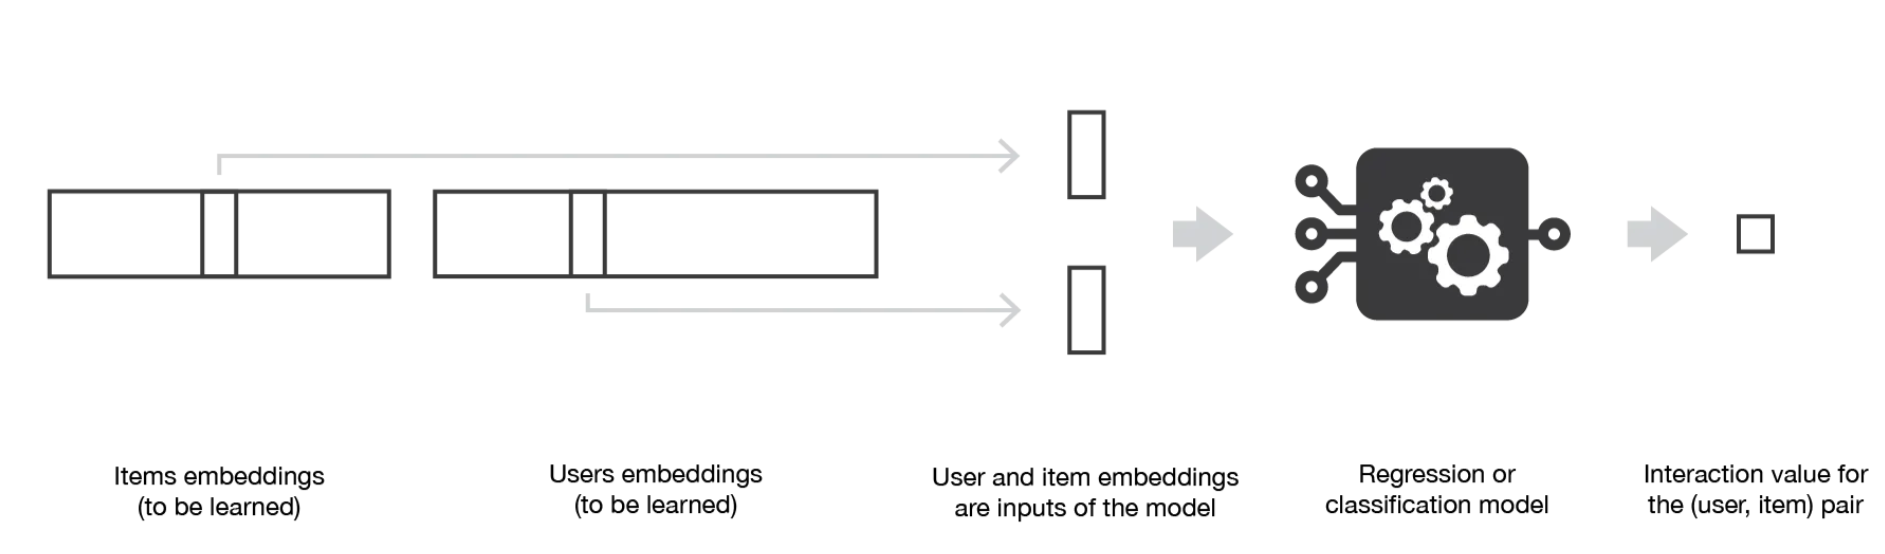 Items embeddings
(to be learned)
Users embeddings
(to be learned)
User and item embeddings
are inputs of the model
Regression or
classification model
Interaction value for
the (user, item) pair